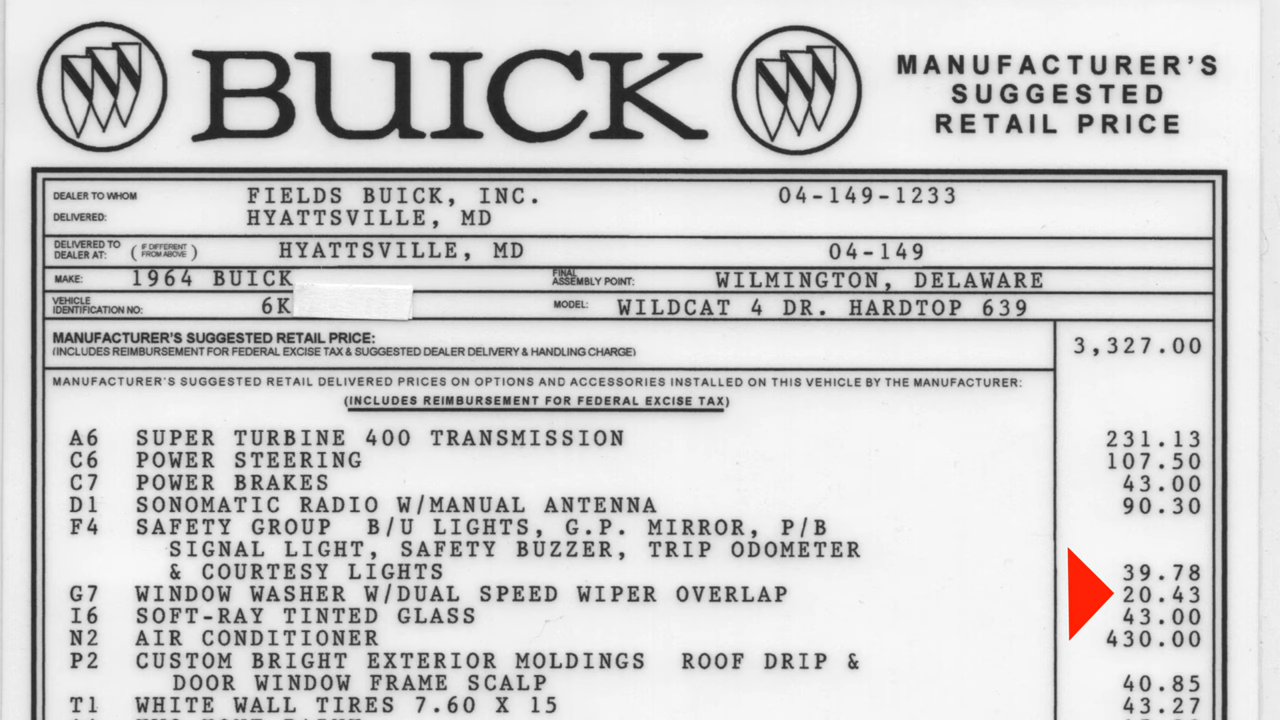 BUICK
MANUFACTURER'S
SUGGESTED
RETAIL PRICE
DEALER TO WHOM DELIVERED: FIELDS BUICK, INC. 04-149-1233
HYATTSVILLE, MD
DELIVERED TO DEALER AT: (IF DIFFERENT FROM ABOVE) HYATTSVILLE, MD 04-149
MAKE: 1964 BUICK FINAL ASSEMBLY POINT: WILMINGTON, DELAWARE
VEHICLE IDENTIFICATION NO: 6K MODEL: WILDCAT 4 DR. HARDTOP 639
MANUFACTURER'S SUGGESTED RETAIL PRICE:
(INCLUDES REIMBURSEMENT FOR FEDERAL EXCISE TAX & SUGGESTED DEALER DELIVERY & HANDLING CHARGE) 3,327.00
MANUFACTURER'S SUGGESTED RETAIL DELIVERED PRICES ON OPTIONS AND ACCESSORIES INSTALLED ON THIS VEHICLE BY THE MANUFACTURER:
(INCLUDES REIMBURSEMENT FOR FEDERAL EXCISE TAX)
A6 SUPER TURBINE 400 TRANSMISSION 231.13
C6 POWER STEERING 107.50
C7 POWER BRAKES 43.00
D1 SONOMATIC RADIO W/MANUAL ANTENNA 90.30
F4 SAFETY GROUP B/U LIGHTS, G.P. MIRROR, P/B
SIGNAL LIGHT, SAFETY BUZZER, TRIP ODOMETER
& COURTESY LIGHTS 39.78
G7 WINDOW WASHER W/DUAL SPEED WIPER OVERLAP 20.43
I6 SOFT-RAY TINTED GLASS 43.00
N2 AIR CONDITIONER 430.00
P2 CUSTOM BRIGHT EXTERIOR MOLDINGS ROOF DRIP &
DOOR WINDOW FRAME SCALP 40.85
T1 WHITE WALL TIRES 7.60 X 15 43.27